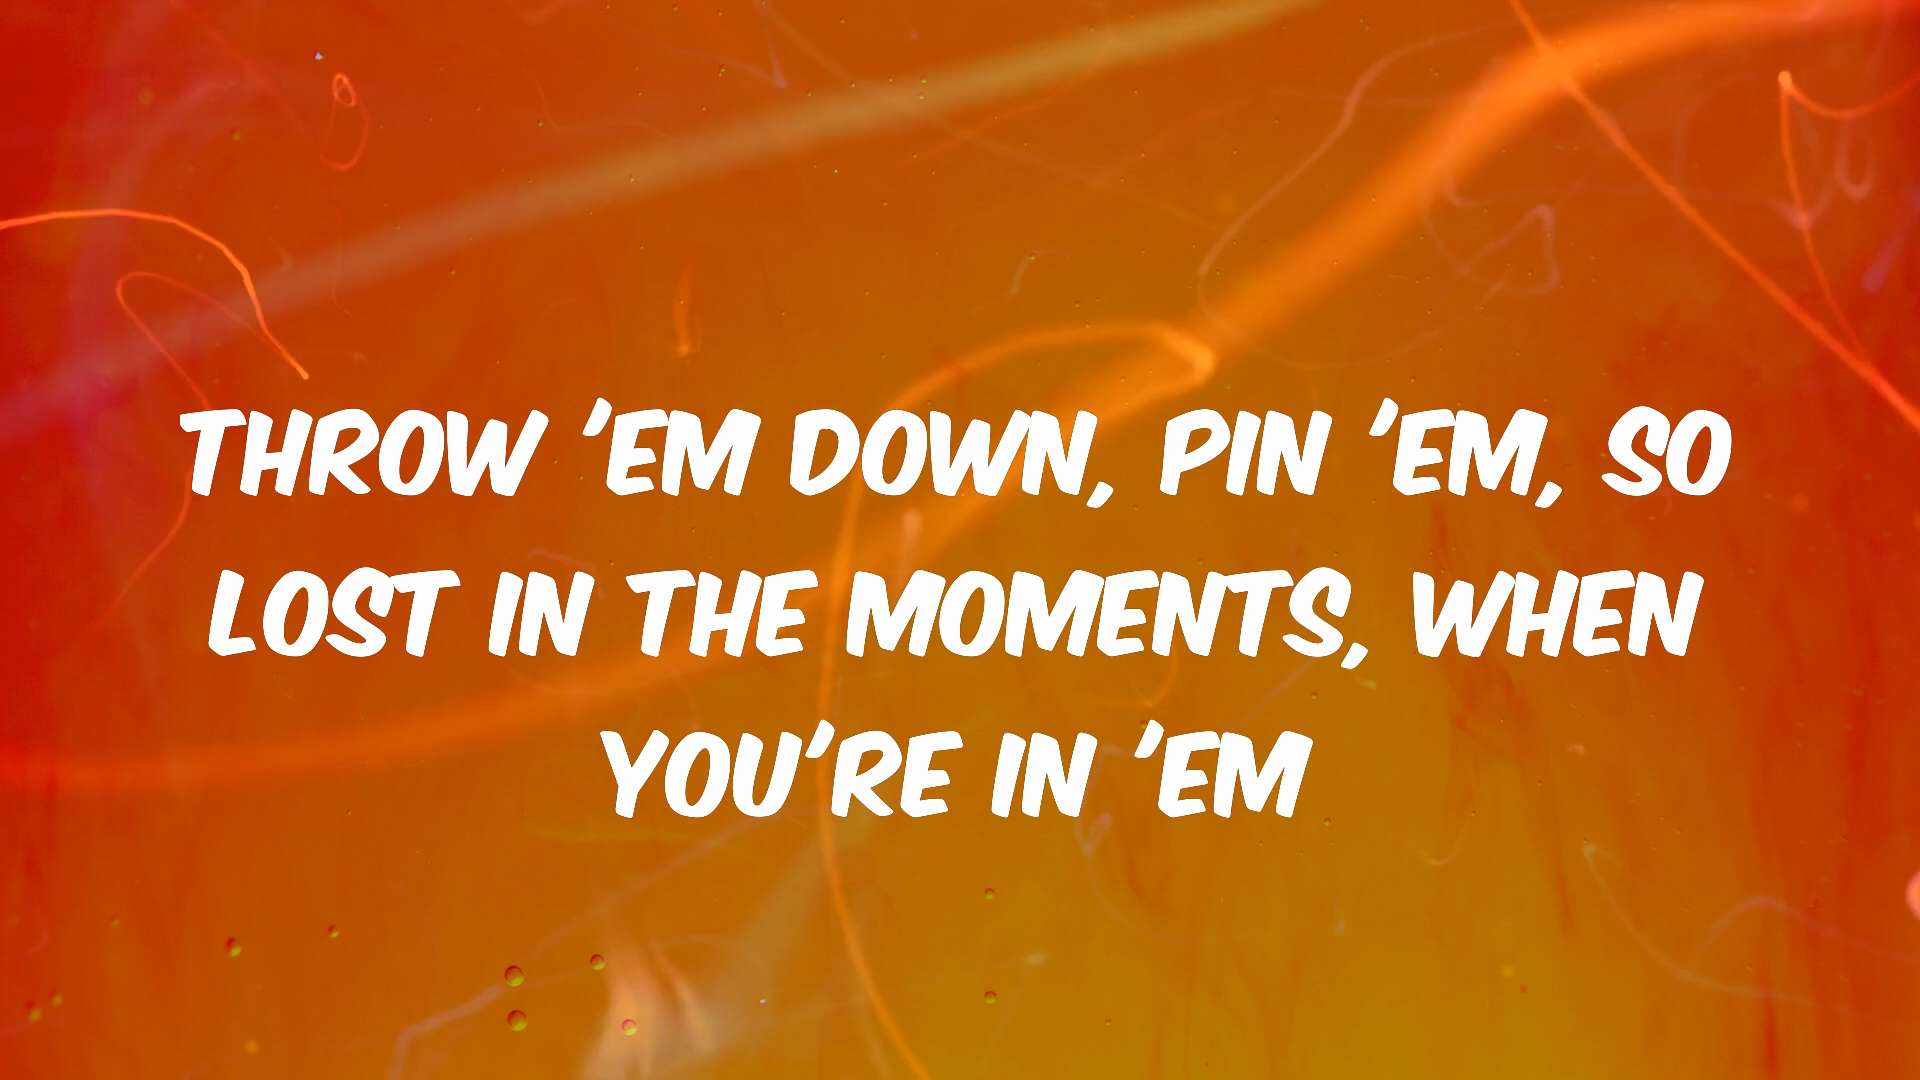 THROW 'EM DOWN, PIN 'EM, SO
LOST IN THE MOMENTS, WHEN
YOU'RE IN 'EM